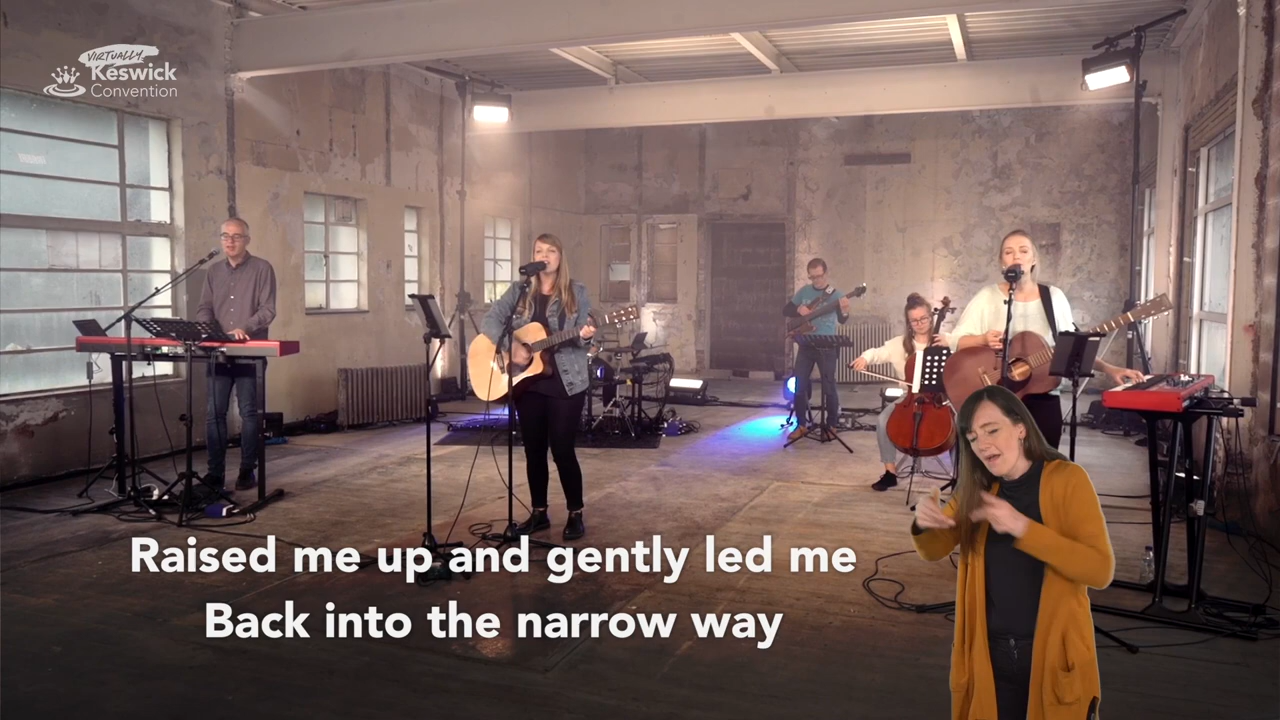 VIRTUALLY
Keswick
Convention
Raised me up and gently led me
Back into the narrow way